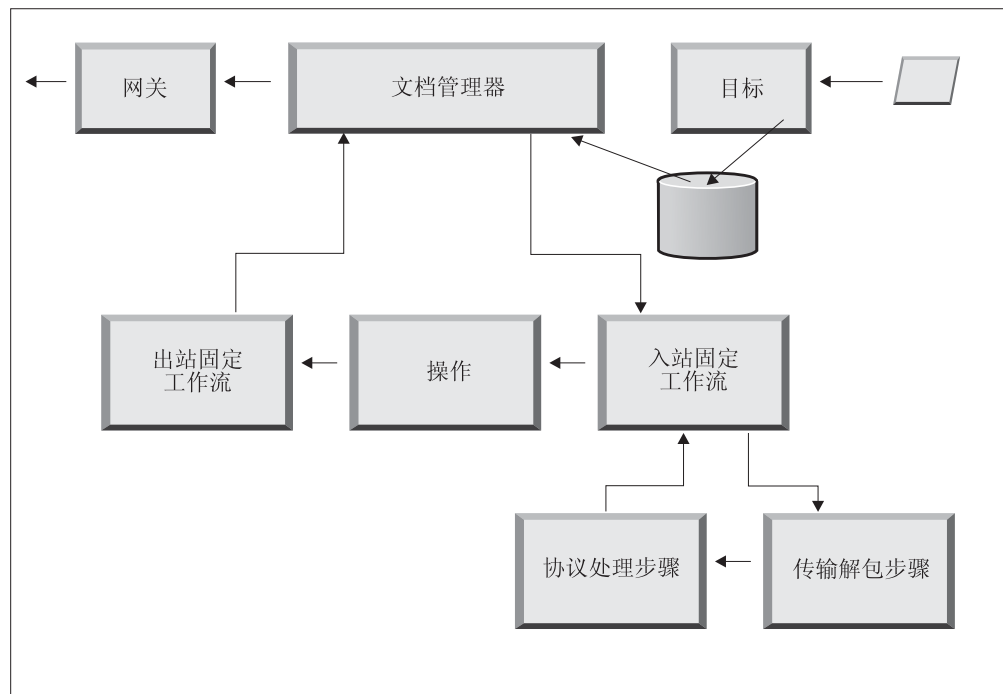 网关
文档管理器
目标
出站固定
工作流
操作
入站固定
工作流
协议处理步骤
传输解包步骤